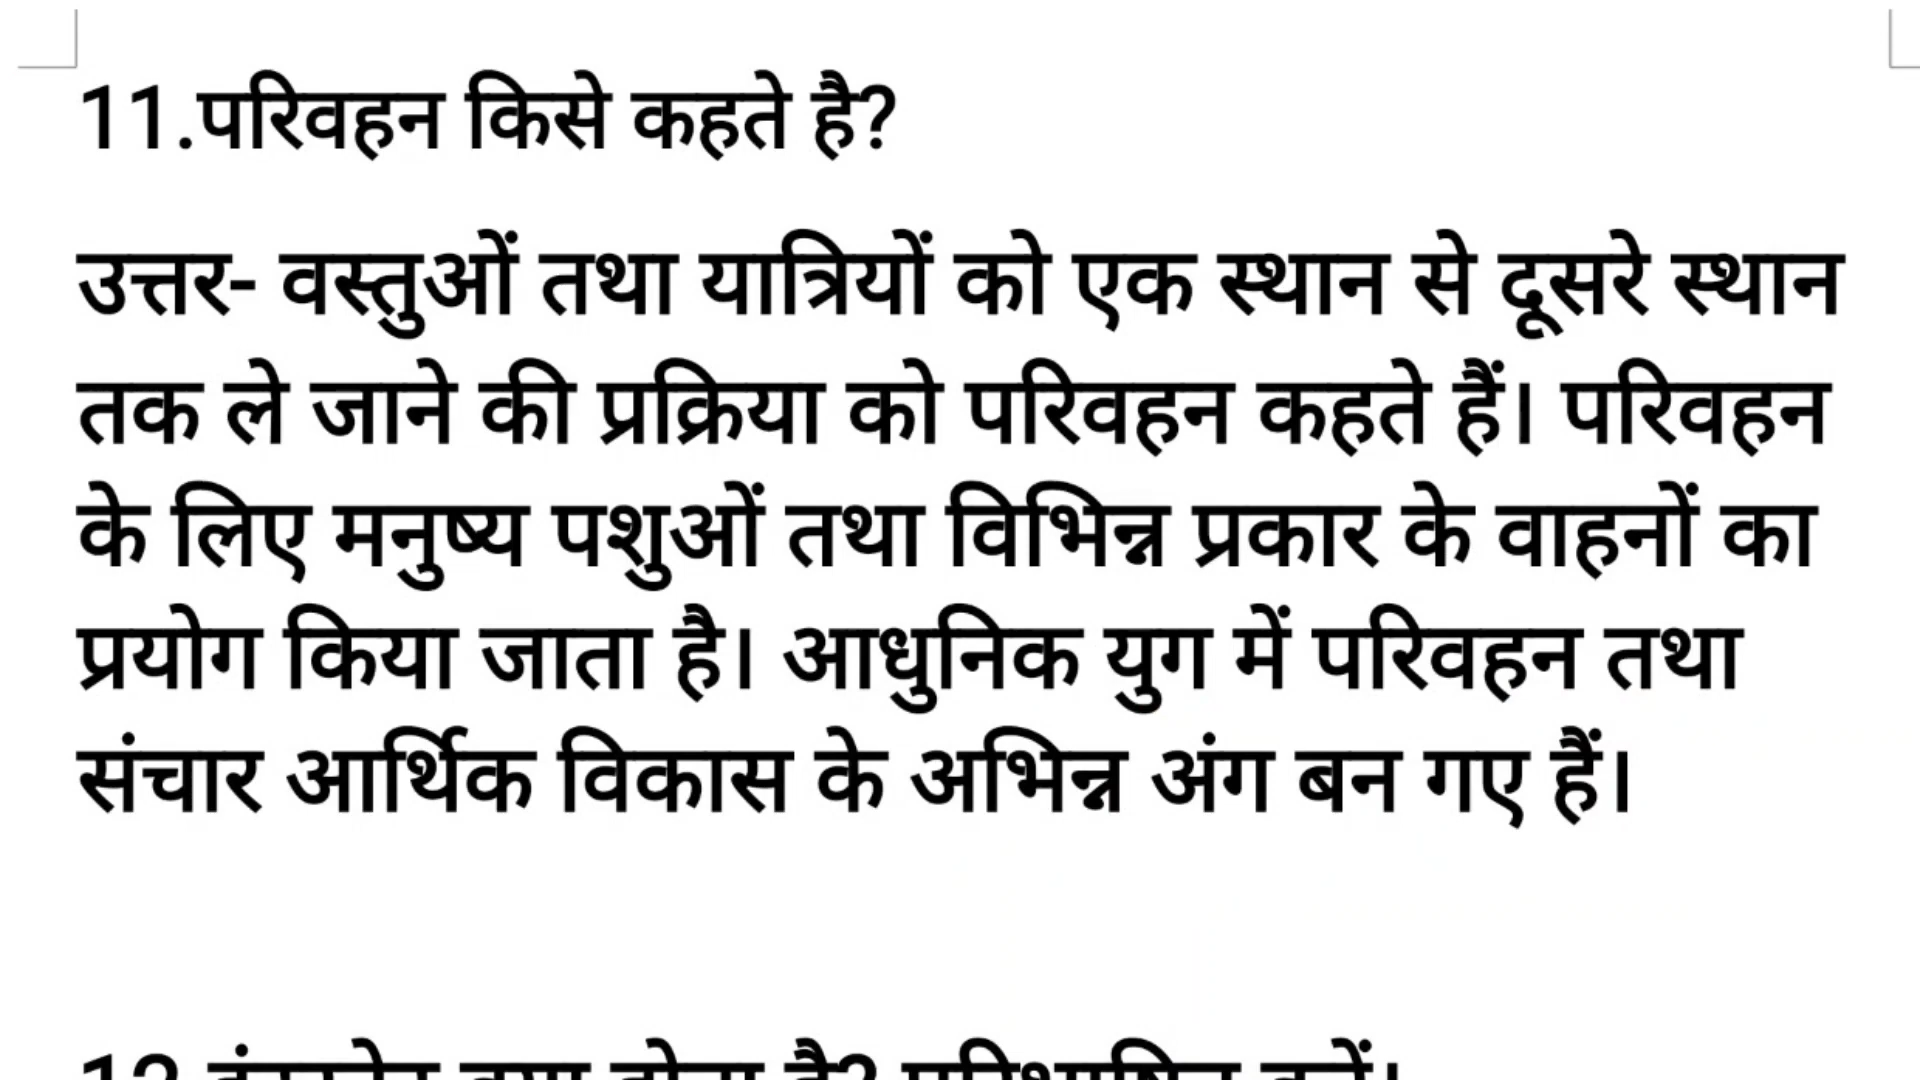 11.परिवहन किसे कहते है?
उत्तर- वस्तुओं तथा यात्रियों को एक स्थान से दूसरे स्थान
तक ले जाने की प्रक्रिया को परिवहन कहते हैं। परिवहन
के लिए मनुष्य पशुओं तथा विभिन्न प्रकार के वाहनों का
प्रयोग किया जाता है। आधुनिक युग में परिवहन तथा
संचार आर्थिक विकास के अभिन्न अंग बन गए हैं।